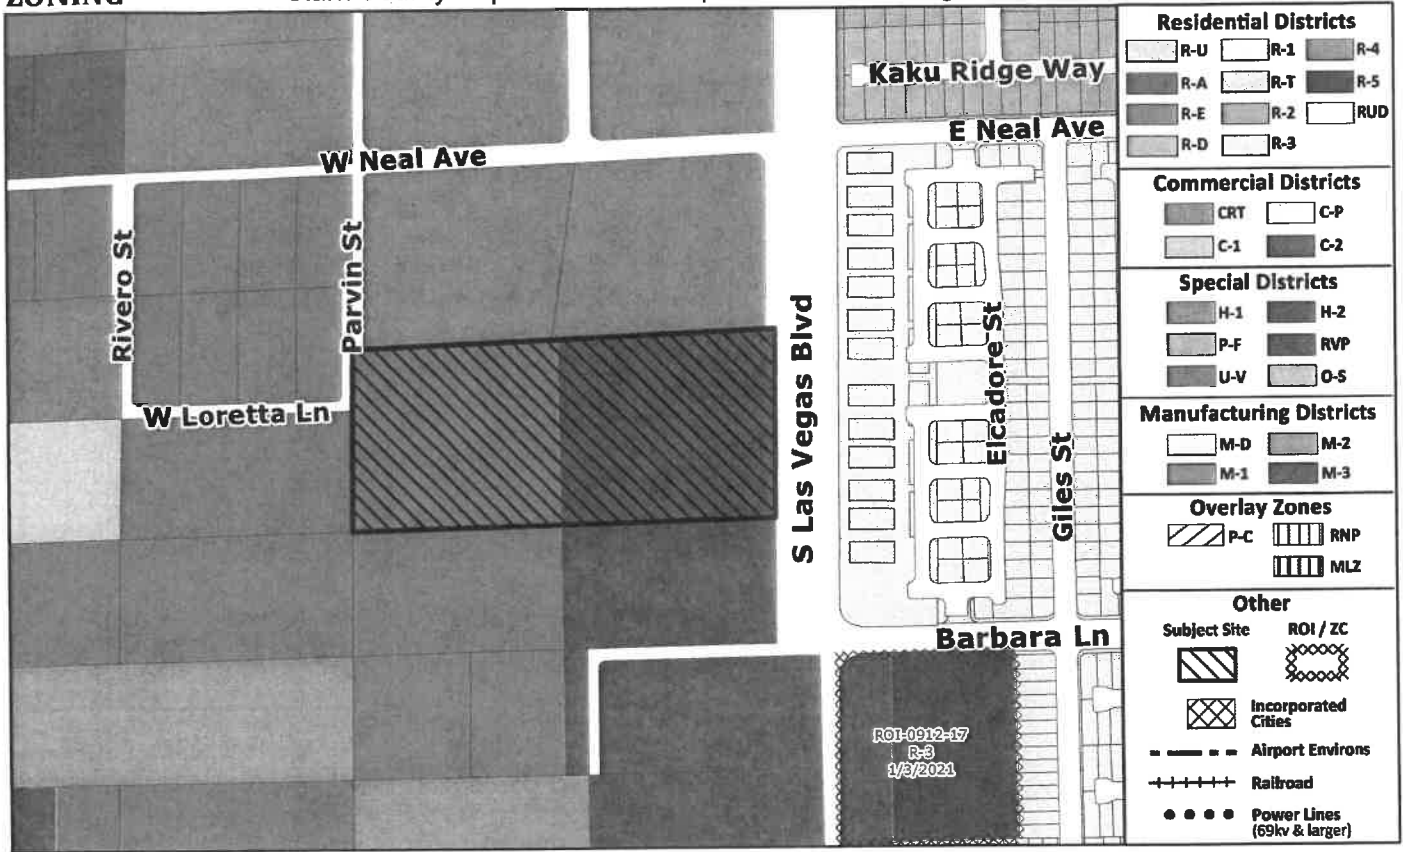 ZONING
Kaku Ridge Way
E Neal Ave
W Neal Ave
Rivero St
Parvin St
W Loretta Ln
S Las Vegas Blvd
Elcadore St
Giles St
Barbara Ln
ROI-0912-17
R-3
1/3/2021
Residential Districts
R-U R-1 R-4
R-A R-T R-5
R-E R-2 RUD
R-D R-3
Commercial Districts
CRT C-P
C-1 C-2
Special Districts
H-1 H-2
P-F RVP
U-V O-S
Manufacturing Districts
M-D M-2
M-1 M-3
Overlay Zones
P-C RNP
MLZ
Other
Subject Site ROI / ZC
Incorporated
Cities
Airport Environs
Railroad
Power Lines
(69kv & larger)